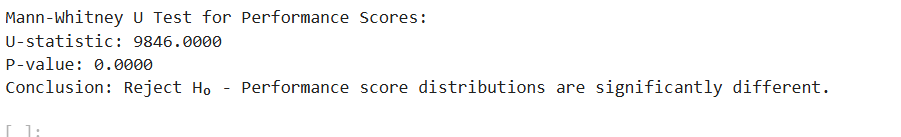 Mann-Whitney U Test for Performance Scores:
U-statistic: 9846.0000
P-value: 0.0000
Conclusion: Reject H₀ - Performance score distributions are significantly different.
[ ]: